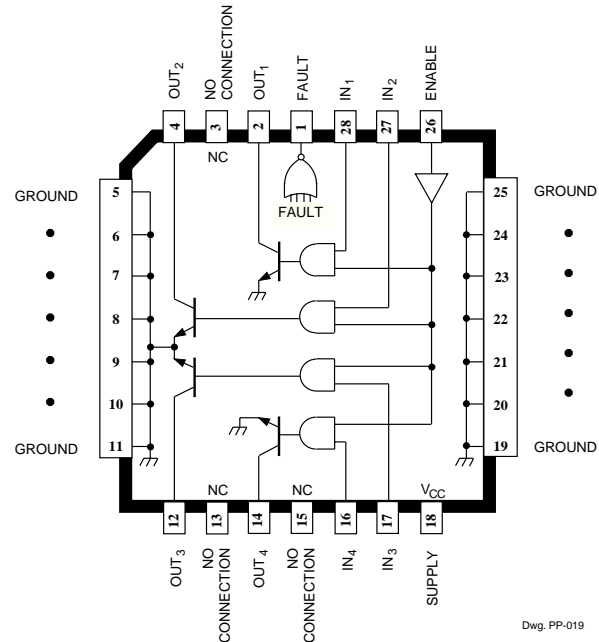 OUT2
NO CONNECTION
OUT1
FAULT
IN1
IN2
ENABLE
4
3
2
1
28
27
26
NC
FAULT
GROUND
5
6
7
8
9
10
GROUND
11
25
GROUND
24
23
22
21
20
19
GROUND
NC
NC
VCC
12
13
14
15
16
17
18
OUT3
NO CONNECTION
OUT4
NO CONNECTION
IN4
IN3
SUPPLY
Dwg. PP-019